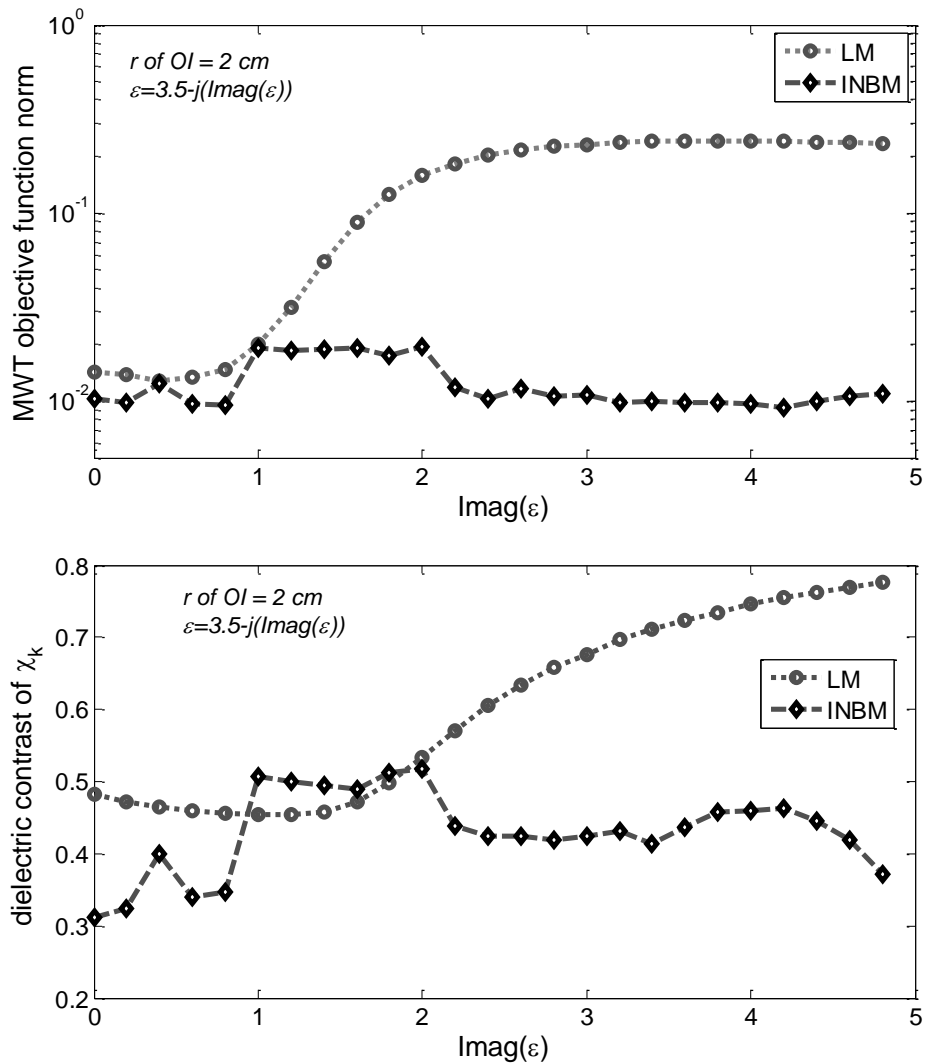 10^0
r of OI = 2 cm
ε=3.5-j(Imag(ε))
LM
INBM
MWT objective function norm
10^-1
10^-2
0 1 2 3 4 5
Imag(ε)
0.8
r of OI = 2 cm
ε=3.5-j(Imag(ε))
0.7
LM
INBM
0.6
dielectric contrast of χ_k
0.5
0.4
0.3
0.2
0 1 2 3 4 5
Imag(ε)